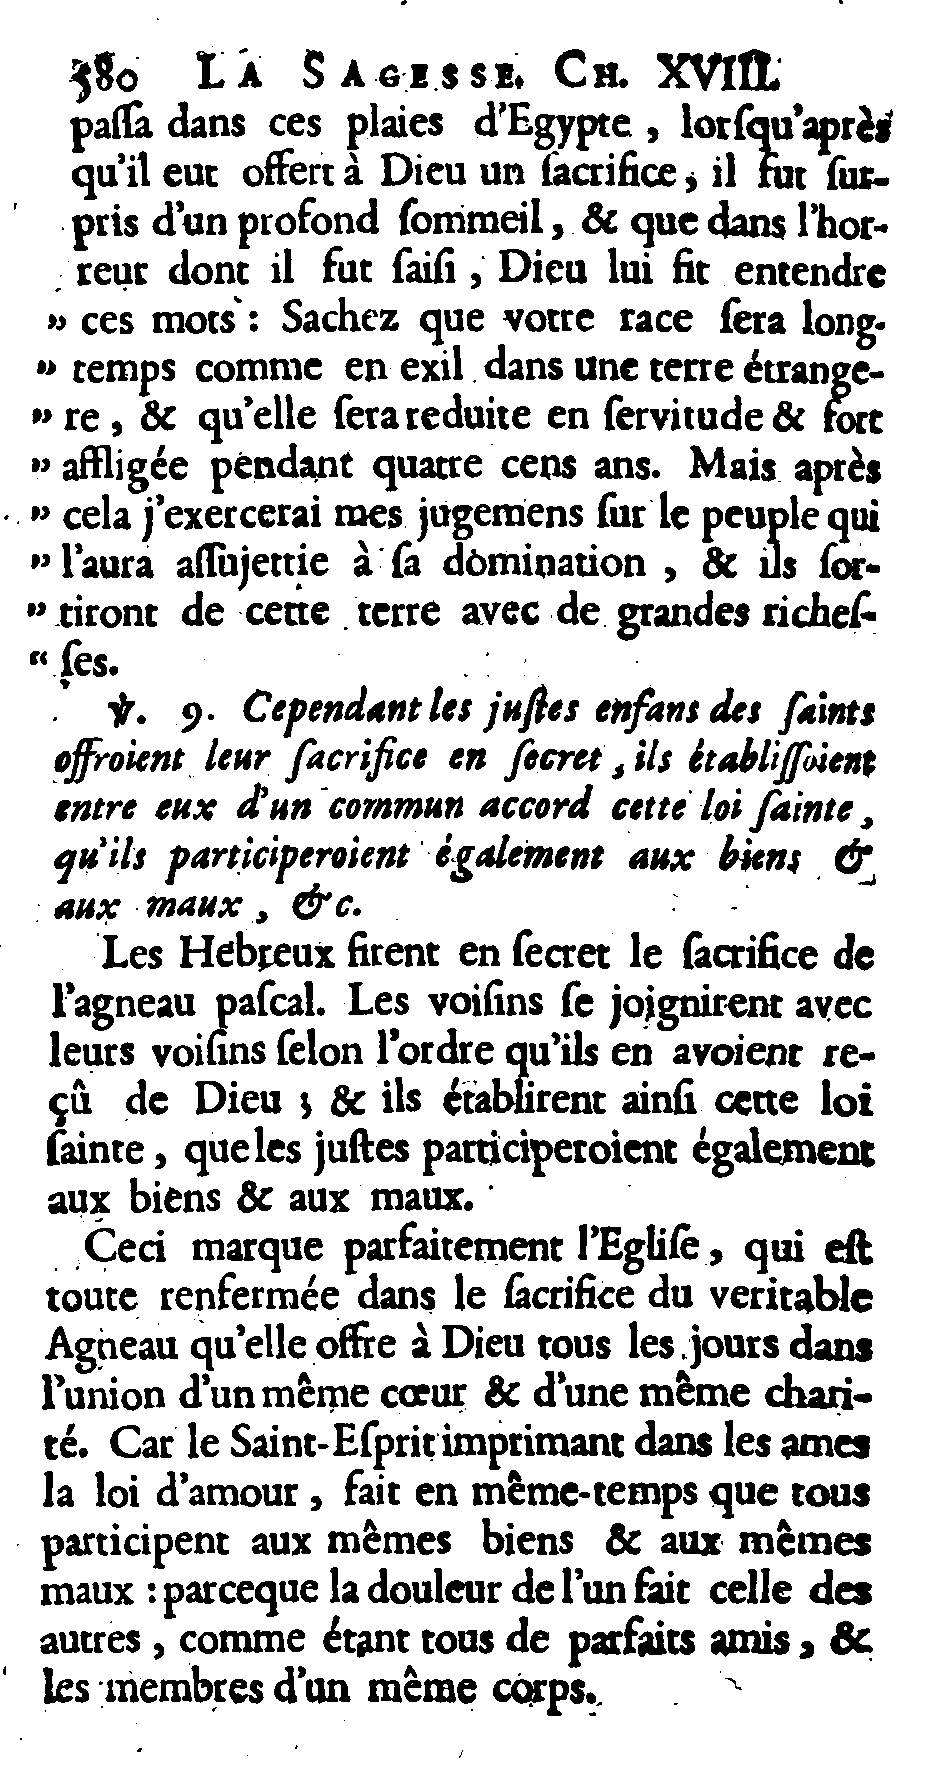 380 LA SAGESSE. CH. XVIII.
paſſa dans ces plaies d'Egypte, lorſqu'après
qu'il eut offert à Dieu un ſacrifice, il fut ſur-
pris d'un profond ſommeil, & que dans l'hor-
reur dont il fut ſaiſi, Dieu lui fit entendre
" ces mots : Sachez que votre race ſera long-
" temps comme en exil dans une terre étrange-
" re, & qu'elle ſera reduite en ſervitude & fort
" affligée pendant quatre cens ans. Mais après
" cela j'exercerai mes jugemens ſur le peuple qui
" l'aura aſſujettie à ſa domination, & ils ſor-
" tiront de cette terre avec de grandes richeſ-
" ſes.
℣. 9. Cependant les juſtes enfans des ſaints
offroient leur ſacrifice en ſecret, ils établiſſoient
entre eux d'un commun accord cette loi ſainte,
qu'ils participeroient également aux biens &
aux maux, &c.
Les Hebreux firent en ſecret le ſacrifice de
l'agneau paſcal. Les voiſins ſe joignirent avec
leurs voiſins ſelon l'ordre qu'ils en avoient re-
çû de Dieu ; & ils établirent ainſi cette loi
ſainte, que les juſtes participeroient également
aux biens & aux maux.
Ceci marque parfaitement l'Egliſe, qui eſt
toute renfermée dans le ſacrifice du veritable
Agneau qu'elle offre à Dieu tous les jours dans
l'union d'un même cœur & d'une même chari-
té. Car le Saint-Eſprit imprimant dans les ames
la loi d'amour, fait en même-temps que tous
participent aux mêmes biens & aux mêmes
maux : parceque la douleur de l'un fait celle des
autres, comme étant tous de parfaits amis, &
les membres d'un même corps.